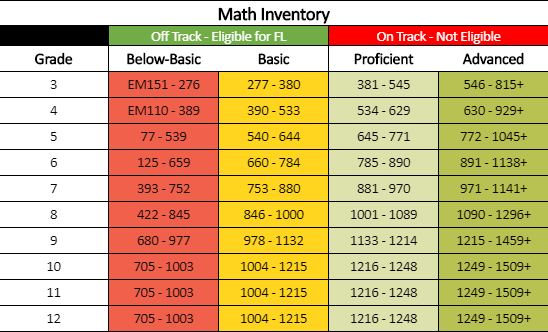 Math Inventory
Off Track - Eligible for FL On Track - Not Eligible
Grade Below-Basic Basic Proficient Advanced
3 EM151 - 276 277 - 380 381 - 545 546 - 815+
4 EM110 - 389 390 - 533 534 - 629 630 - 929+
5 77 - 539 540 - 644 645 - 771 772 - 1045+
6 125 - 659 660 - 784 785 - 890 891 - 1138+
7 393 - 752 753 - 880 881 - 970 971 - 1141+
8 422 - 845 846 - 1000 1001 - 1089 1090 - 1296+
9 680 - 977 978 - 1132 1133 - 1214 1215 - 1459+
10 705 - 1003 1004 - 1215 1216 - 1248 1249 - 1509+
11 705 - 1003 1004 - 1215 1216 - 1248 1249 - 1509+
12 705 - 1003 1004 - 1215 1216 - 1248 1249 - 1509+